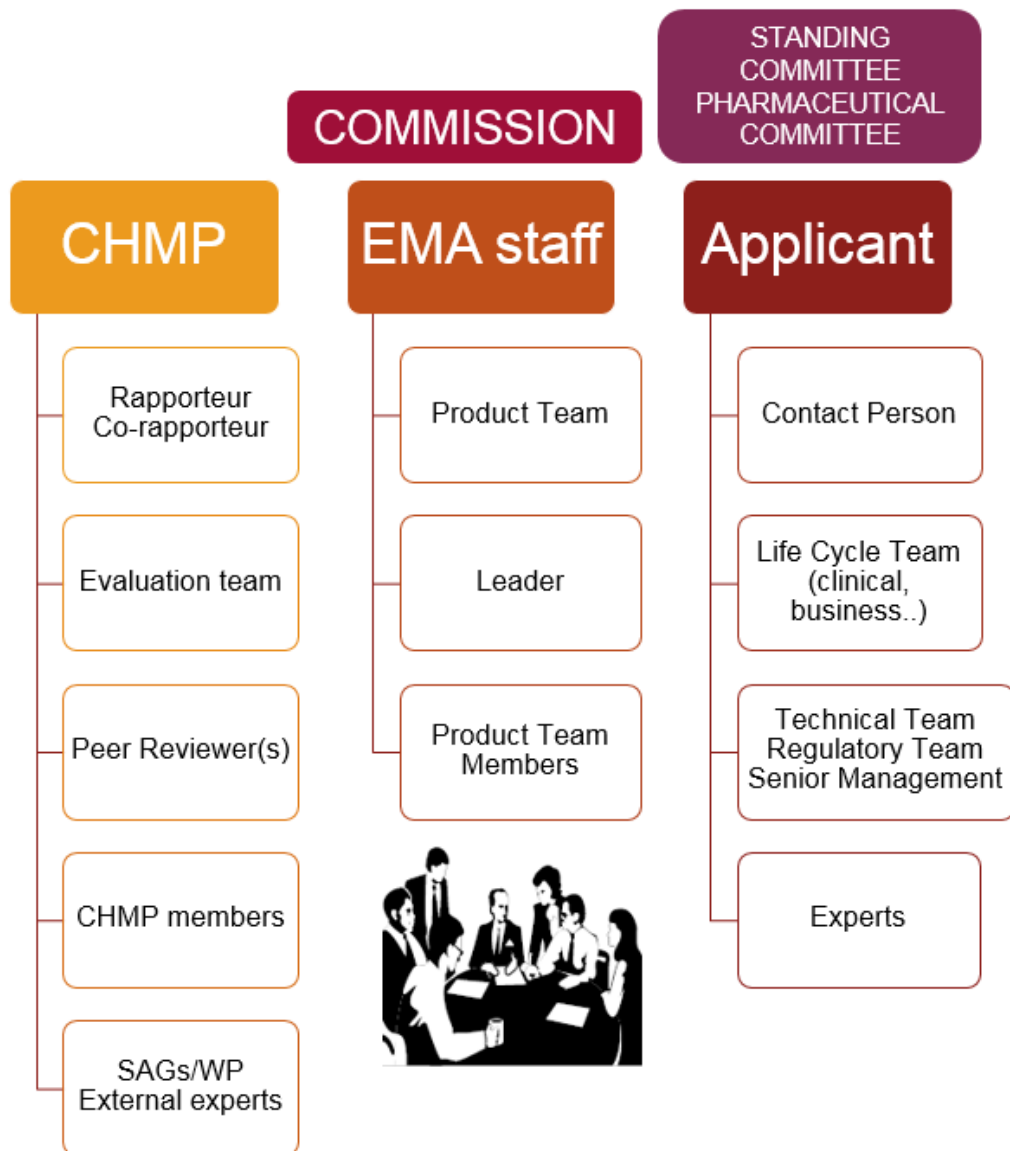 STANDING
COMMITTEE
PHARMACEUTICAL
COMMITTEE
COMMISSION
CHMP
Rapporteur
Co-rapporteur
Evaluation team
Peer Reviewer(s)
CHMP members
SAGs/WP
External experts
EMA staff
Product Team
Leader
Product Team
Members
Applicant
Contact Person
Life Cycle Team
(clinical,
business..)
Technical Team
Regulatory Team
Senior Management
Experts